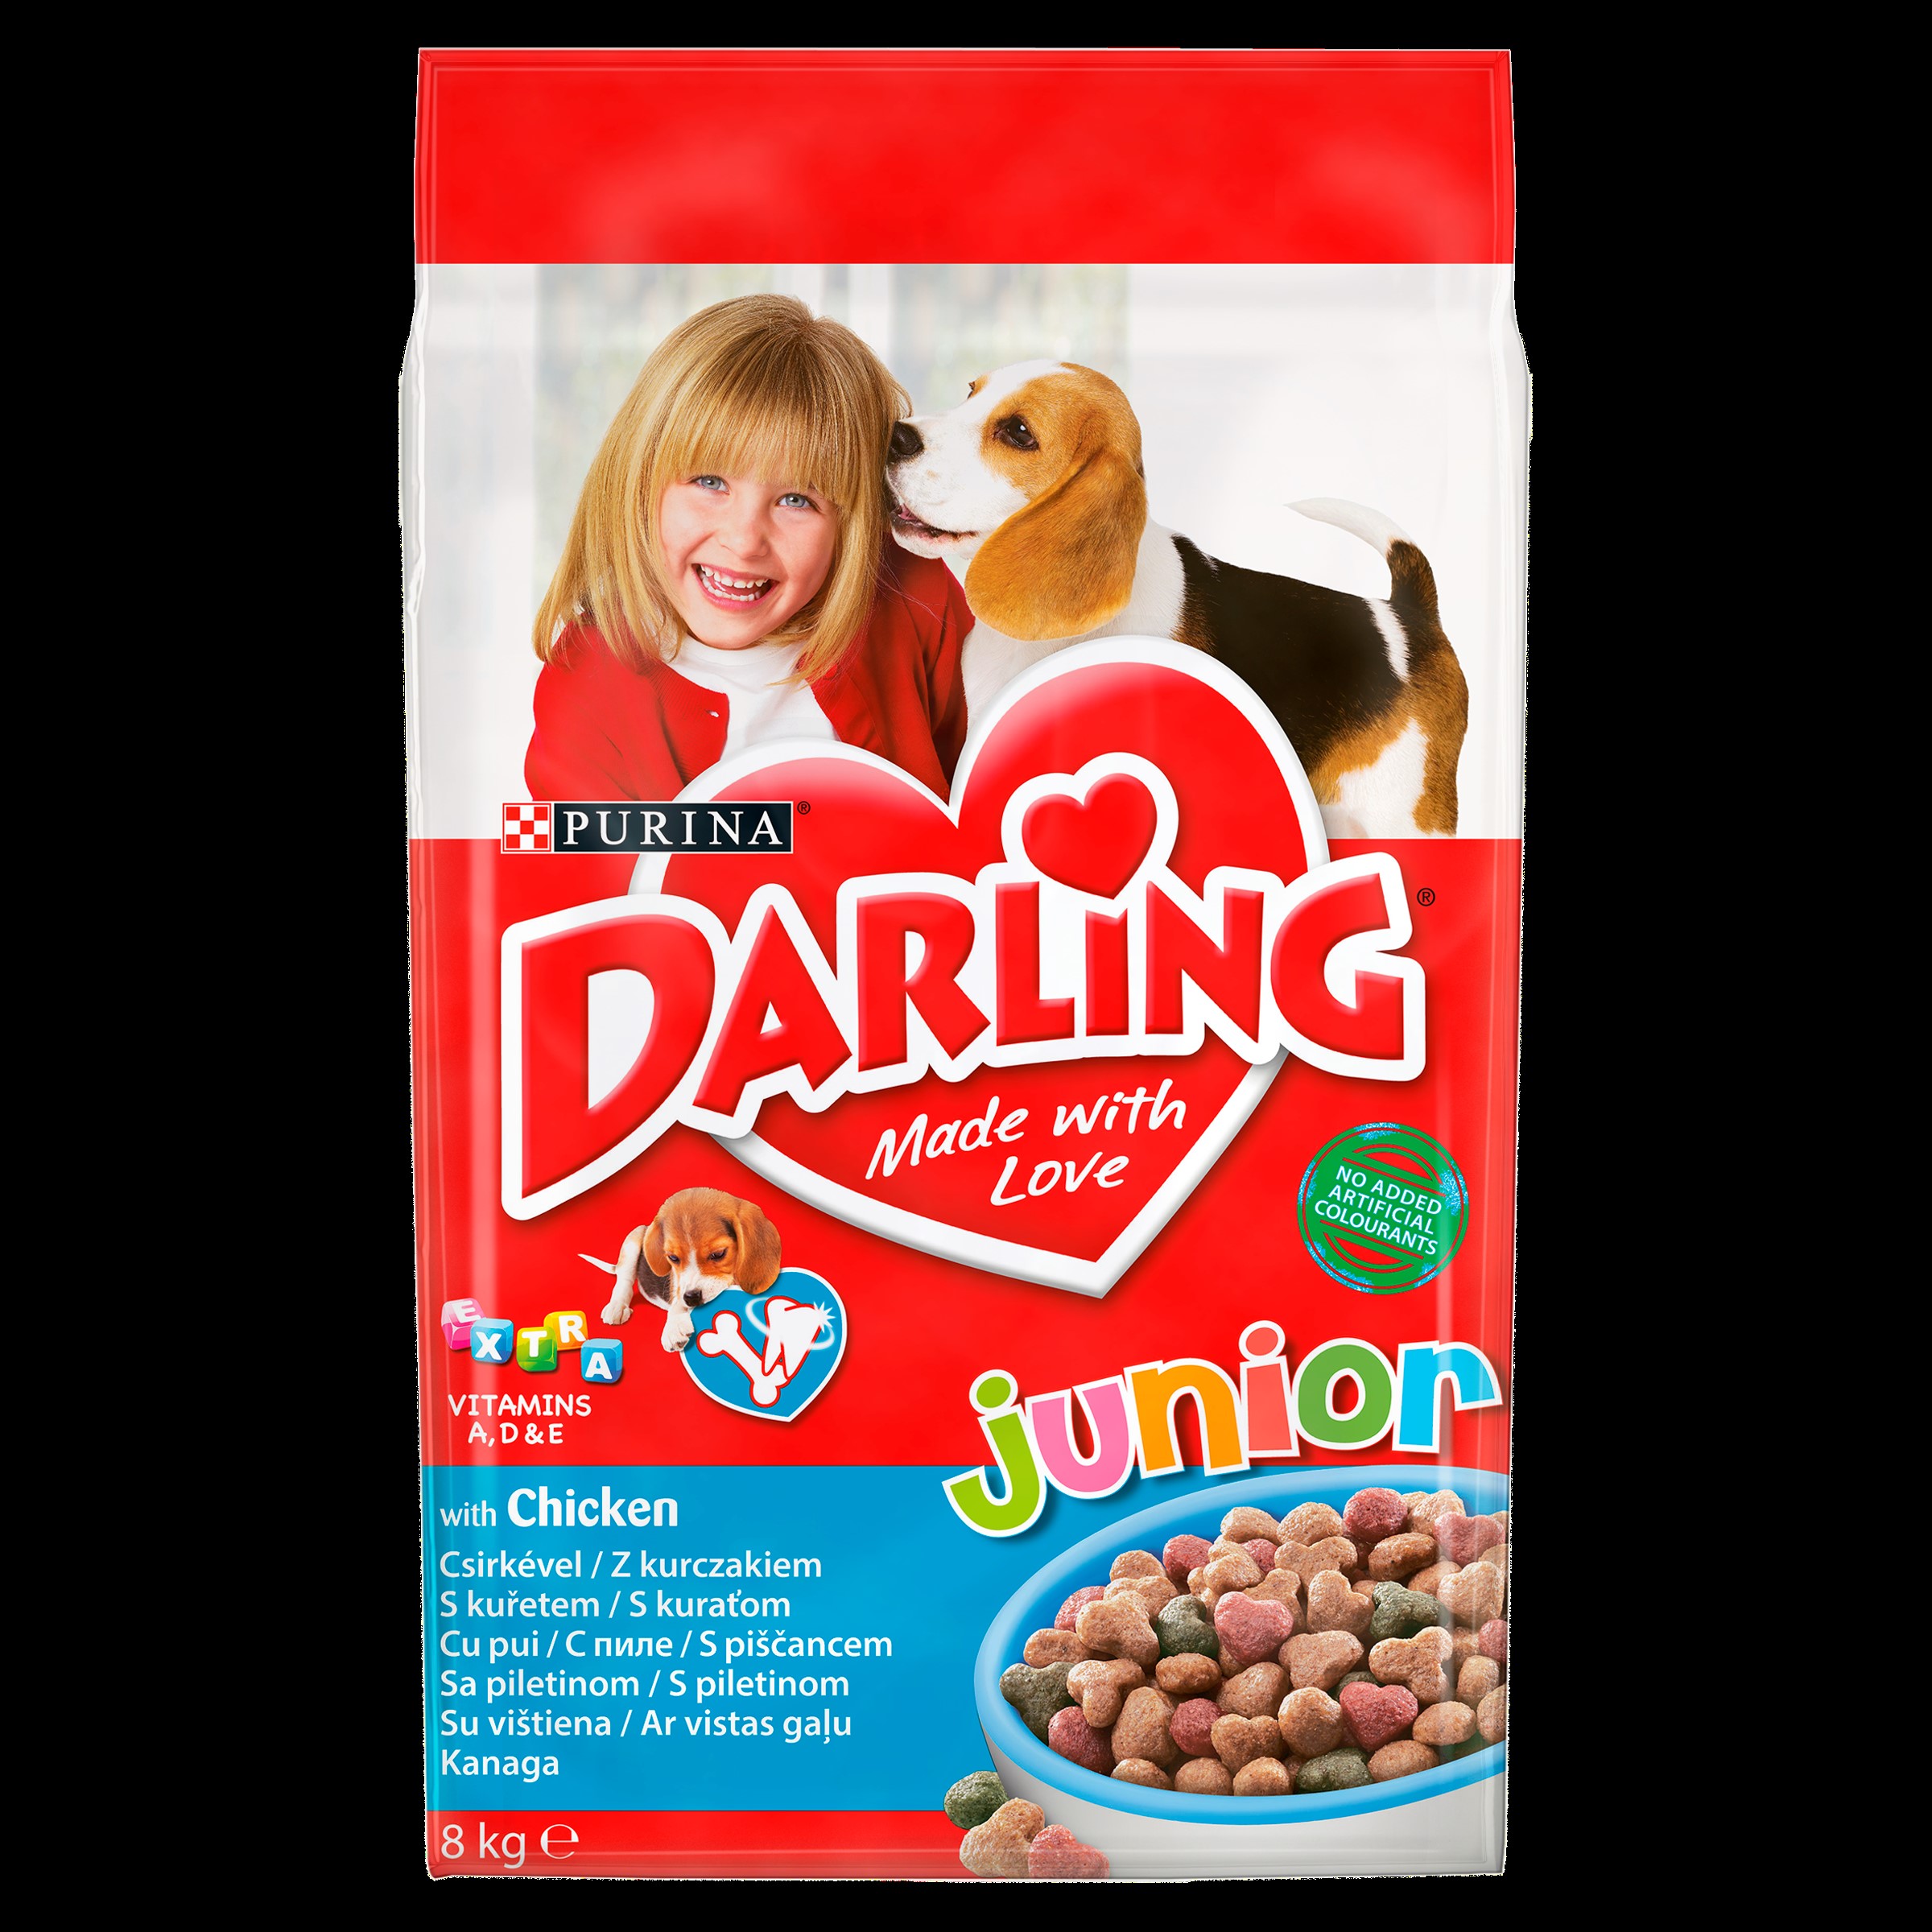 PURINA®
DARLiNG®
Made with
Love
NO ADDED
ARTIFICIAL
COLOURANTS
EXTRA
VITAMINS
A, D & E
junior
with Chicken
Csirkével / Z kurczakiem
S kuřetem / S kuraťom
Cu pui / С пиле / S piščancem
Sa piletinom / S piletinom
Su vištiena / Ar vistas gaļu
Kanaga
8 kg ℮